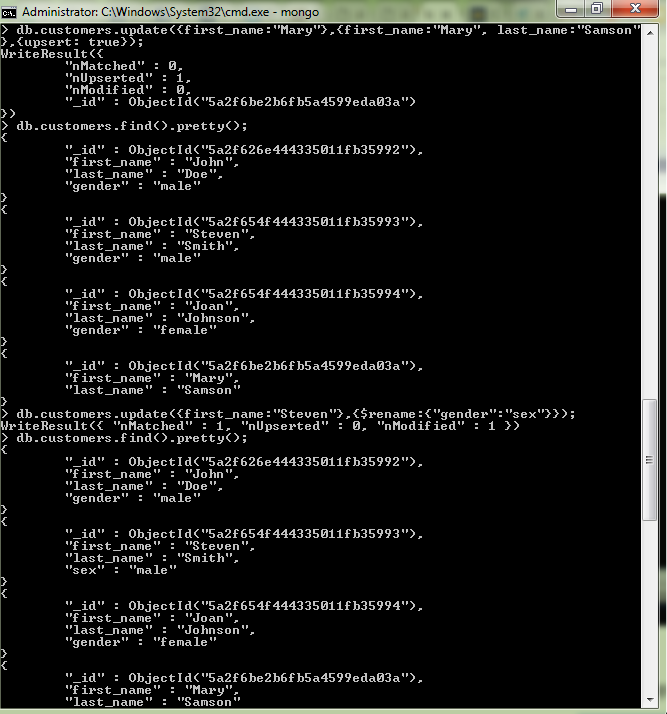 Administrator: C:\Windows\System32\cmd.exe - mongo
> db.customers.update({first_name:"Mary"},{first_name:"Mary", last_name:"Samson"
},{upsert: true});
WriteResult({
        "nMatched" : 0,
        "nUpserted" : 1,
        "nModified" : 0,
        "_id" : ObjectId("5a2f6be2b6fb5a4599eda03a")
})
> db.customers.find().pretty();
{
        "_id" : ObjectId("5a2f626e444335011fb35992"),
        "first_name" : "John",
        "last_name" : "Doe",
        "gender" : "male"
}
{
        "_id" : ObjectId("5a2f654f444335011fb35993"),
        "first_name" : "Steven",
        "last_name" : "Smith",
        "gender" : "male"
}
{
        "_id" : ObjectId("5a2f654f444335011fb35994"),
        "first_name" : "Joan",
        "last_name" : "Johnson",
        "gender" : "female"
}
{
        "_id" : ObjectId("5a2f6be2b6fb5a4599eda03a"),
        "first_name" : "Mary",
        "last_name" : "Samson"
}
> db.customers.update({first_name:"Steven"},{$rename:{"gender":"sex"}});
WriteResult({ "nMatched" : 1, "nUpserted" : 0, "nModified" : 1 })
> db.customers.find().pretty();
{
        "_id" : ObjectId("5a2f626e444335011fb35992"),
        "first_name" : "John",
        "last_name" : "Doe",
        "gender" : "male"
}
{
        "_id" : ObjectId("5a2f654f444335011fb35993"),
        "first_name" : "Steven",
        "last_name" : "Smith",
        "sex" : "male"
}
{
        "_id" : ObjectId("5a2f654f444335011fb35994"),
        "first_name" : "Joan",
        "last_name" : "Johnson",
        "gender" : "female"
}
{
        "_id" : ObjectId("5a2f6be2b6fb5a4599eda03a"),
        "first_name" : "Mary",
        "last_name" : "Samson"